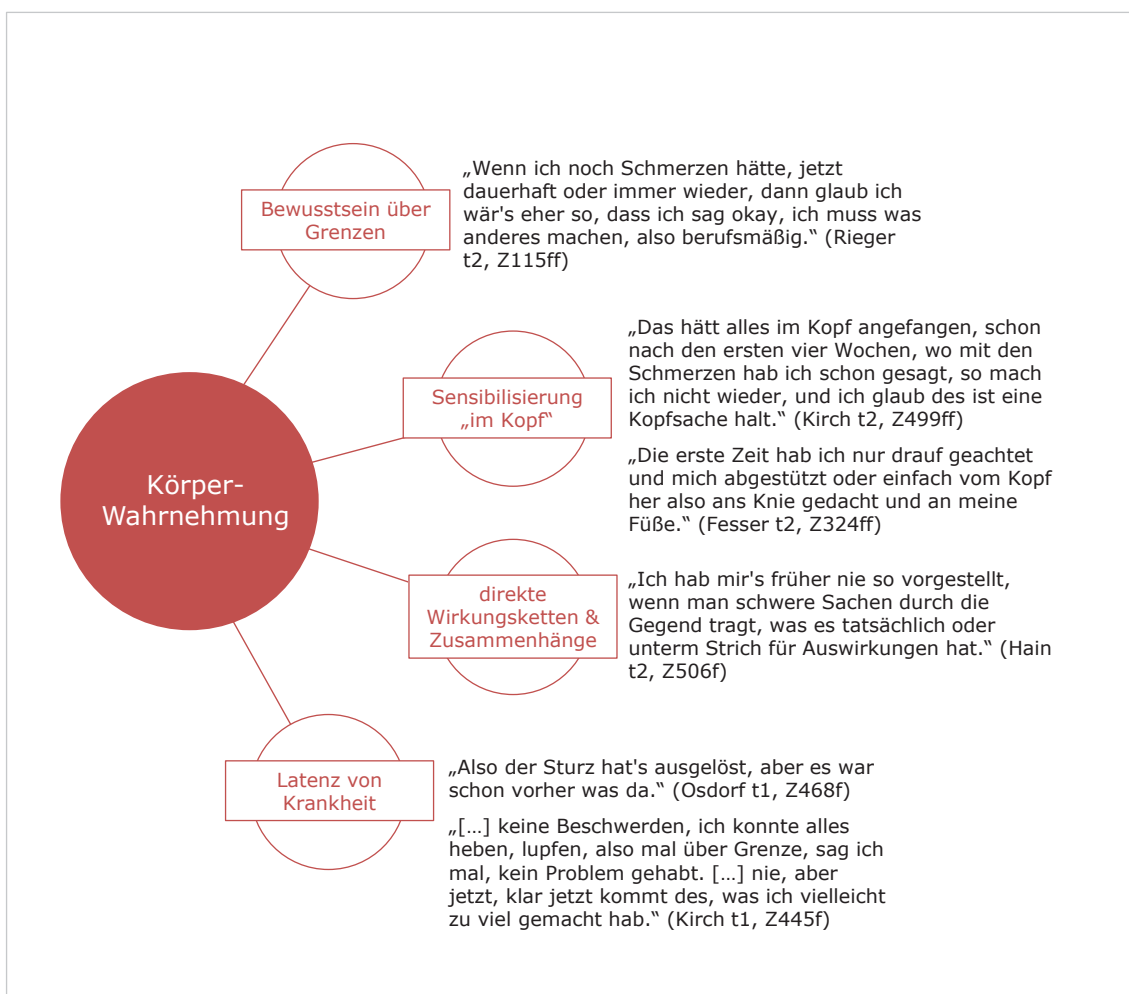 Körper-
Wahrnehmung
Bewusstsein über
Grenzen
„Wenn ich noch Schmerzen hätte, jetzt
dauerhaft oder immer wieder, dann glaub ich
wär's eher so, dass ich sag okay, ich muss was
anderes machen, also berufsmäßig.“ (Rieger
t2, Z115ff)
Sensibilisierung
„im Kopf“
„Das hätt alles im Kopf angefangen, schon
nach den ersten vier Wochen, wo mit den
Schmerzen hab ich schon gesagt, so mach
ich nicht wieder, und ich glaub des ist eine
Kopfsache halt.“ (Kirch t2, Z499ff)
„Die erste Zeit hab ich nur drauf geachtet
und mich abgestützt oder einfach vom Kopf
her also ans Knie gedacht und an meine
Füße.“ (Fesser t2, Z324ff)
direkte
Wirkungsketten &
Zusammenhänge
„Ich hab mir's früher nie so vorgestellt,
wenn man schwere Sachen durch die
Gegend tragt, was es tatsächlich oder
unterm Strich für Auswirkungen hat.“ (Hain
t2, Z506f)
Latenz von
Krankheit
„Also der Sturz hat's ausgelöst, aber es war
schon vorher was da.“ (Osdorf t1, Z468f)
„[…] keine Beschwerden, ich konnte alles
heben, lupfen, also mal über Grenze, sag ich
mal, kein Problem gehabt. […] nie, aber
jetzt, klar jetzt kommt des, was ich vielleicht
zu viel gemacht hab.“ (Kirch t1, Z445f)